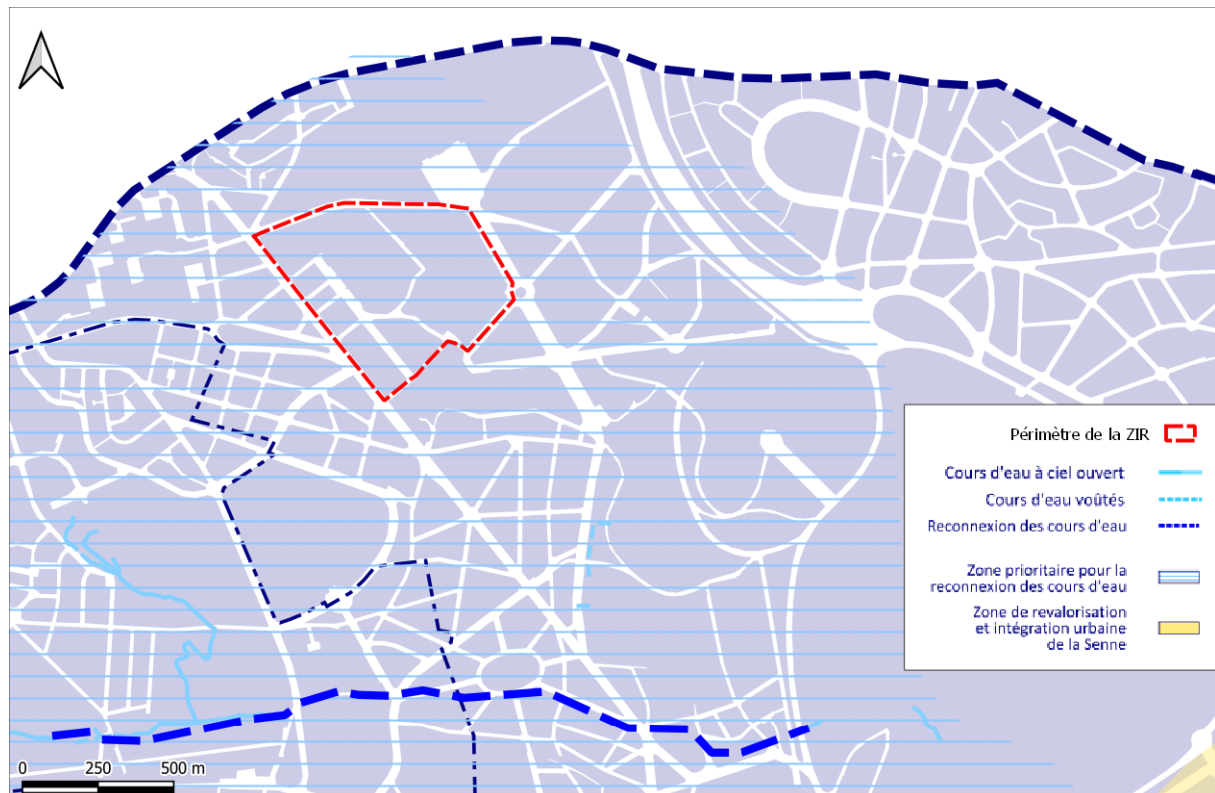 Périmètre de la ZIR
Cours d'eau à ciel ouvert
Cours d'eau voûtés
Reconnexion des cours d'eau
Zone prioritaire pour la
reconnexion des cours d'eau
Zone de revalorisation
et intégration urbaine
de la Senne
0 250 500 m